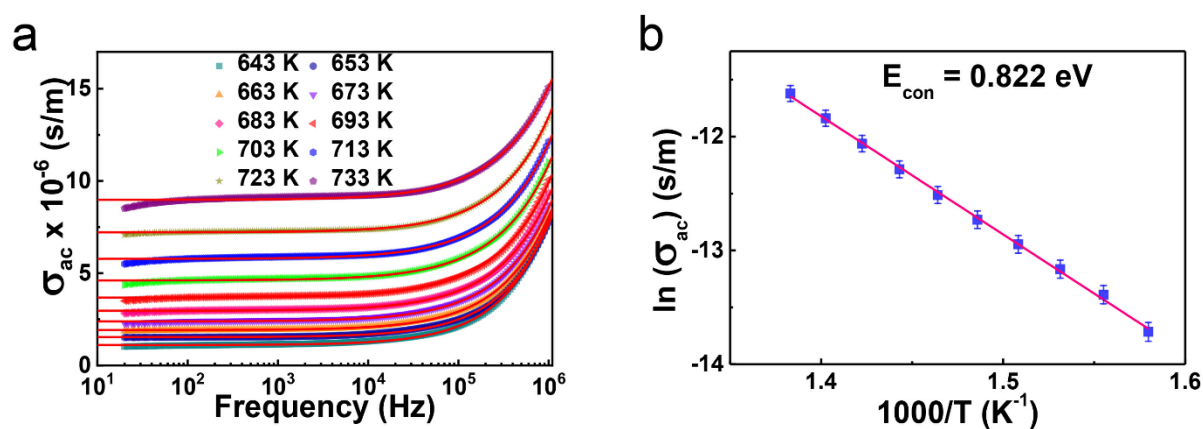 a
643 K 653 K
663 K 673 K
683 K 693 K
703 K 713 K
723 K 733 K
σac x 10-6 (s/m)
15
10
5
0
10¹ 10² 10³ 10⁴ 10⁵ 10⁶
Frequency (Hz)
b
Econ = 0.822 eV
ln (σac) (s/m)
-12
-13
-14
1.4 1.5 1.6
1000/T (K⁻¹)